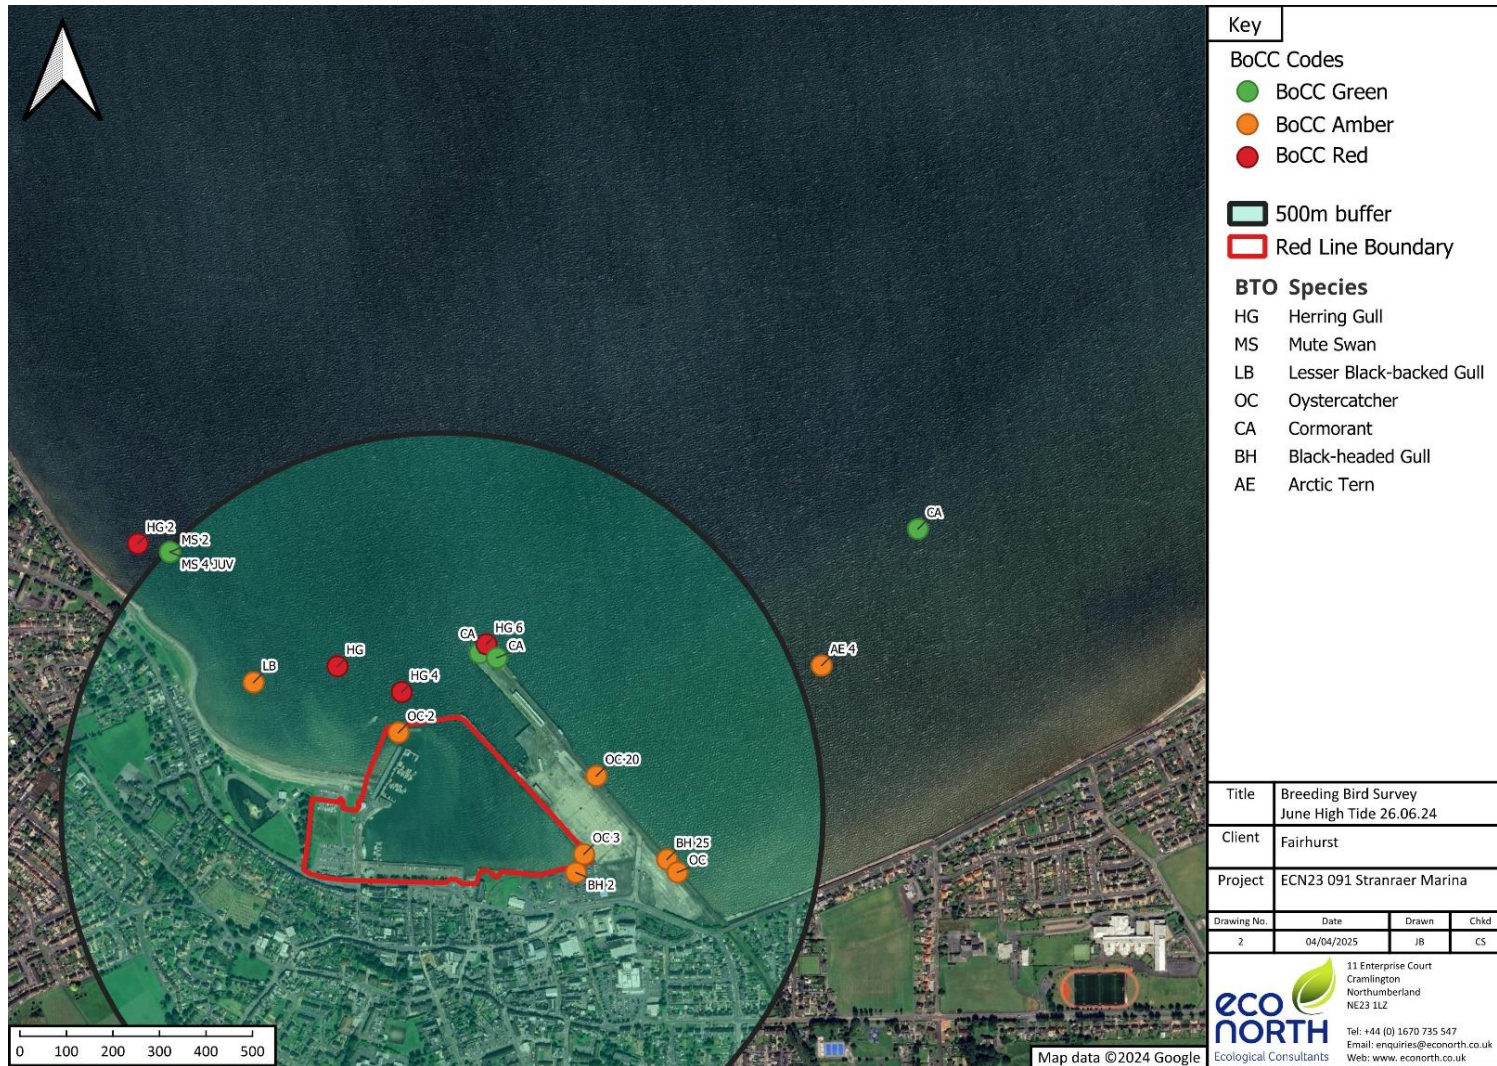 HG 2
MS 2
MS 4 JUV
CA
LB
HG
HG 4
CA
HG 6
CA
AE 4
OC 2
OC 20
OC 3
BH 2
BH 25
OC
0 100 200 300 400 500
Map data ©2024 Google
Key
BoCC Codes
BoCC Green
BoCC Amber
BoCC Red
500m buffer
Red Line Boundary
BTO Species
HG Herring Gull
MS Mute Swan
LB Lesser Black-backed Gull
OC Oystercatcher
CA Cormorant
BH Black-headed Gull
AE Arctic Tern
Title Breeding Bird Survey
June High Tide 26.06.24
Client Fairhurst
Project ECN23 091 Stranraer Marina
Drawing No. Date Drawn Chkd
2 04/04/2025 JB CS
eco
NORTH
Ecological Consultants
11 Enterprise Court
Cramlington
Northumberland
NE23 1LZ
Tel: +44 (0) 1670 735 547
Email: enquiries@econorth.co.uk
Web: www. econorth.co.uk